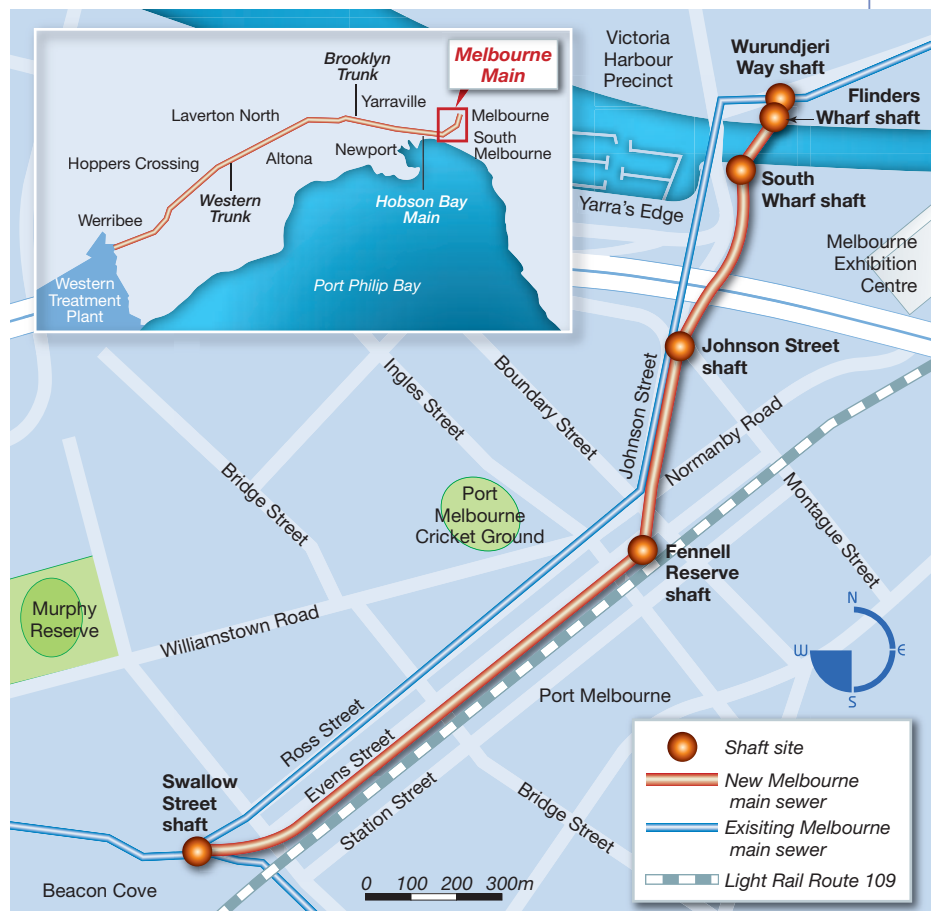 Brooklyn
Trunk
Melbourne
Main
Yarraville
Laverton North
Melbourne
South
Melbourne
Newport
Hoppers Crossing
Altona
Western
Trunk
Hobson Bay
Main
Werribee
Western
Treatment
Plant
Port Philip Bay
Victoria
Harbour
Precinct
Wurundjeri
Way shaft
Flinders
Wharf shaft
South
Wharf shaft
Yarra's Edge
Melbourne
Exhibition
Centre
Johnson Street
shaft
Ingles Street
Boundary Street
Johnson Street
Normanby Road
Montague Street
Bridge Street
Port
Melbourne
Cricket Ground
Fennell
Reserve
shaft
Murphy
Reserve
Williamstown Road
N
W
E
S
Port Melbourne
Ross Street
Evens Street
Station Street
Bridge Street
Swallow
Street
shaft
Beacon Cove
0 100 200 300m
Shaft site
New Melbourne
main sewer
Exisiting Melbourne
main sewer
Light Rail Route 109